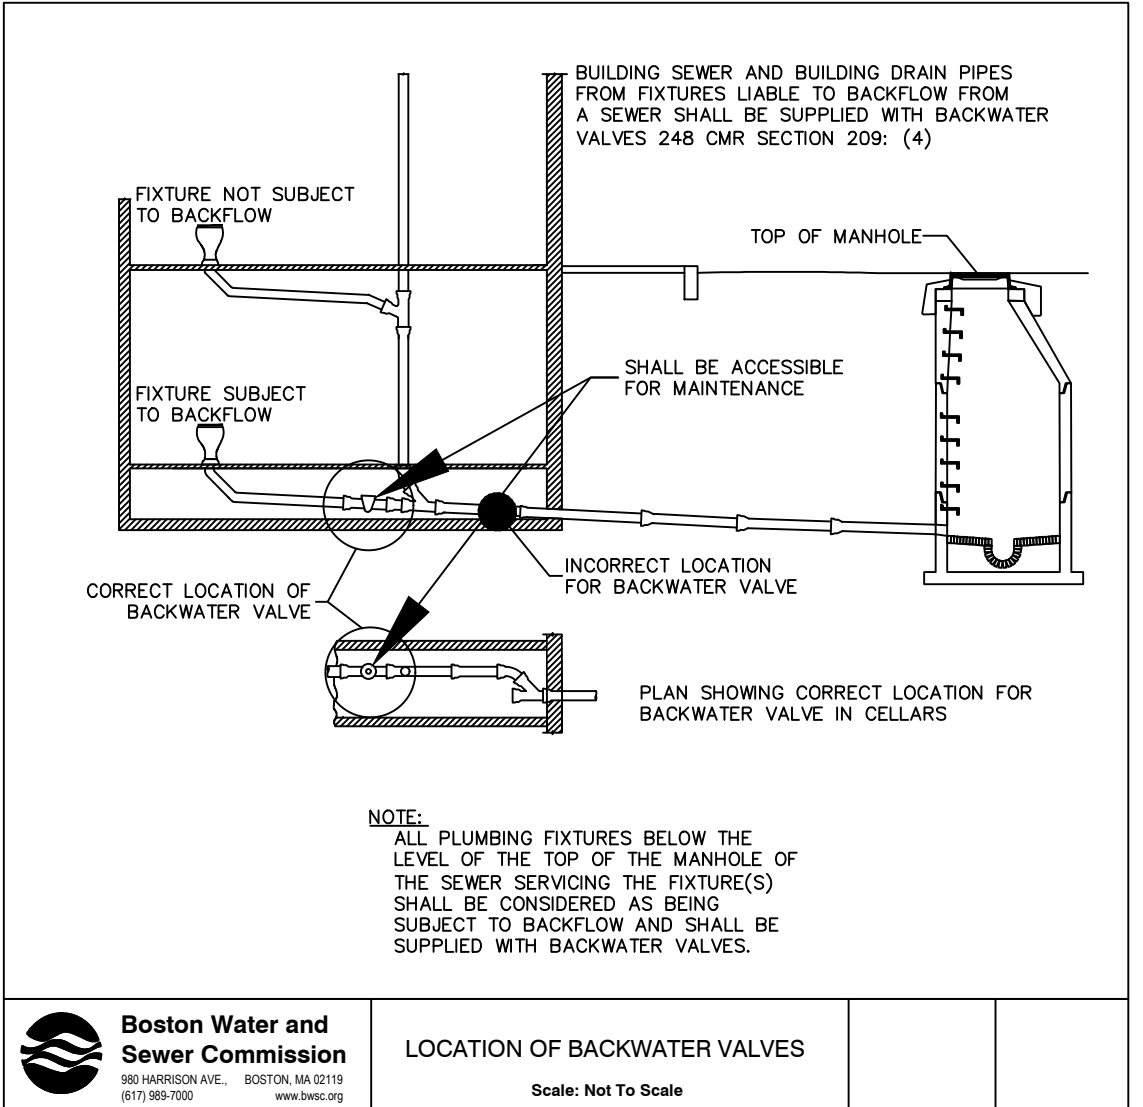 BUILDING SEWER AND BUILDING DRAIN PIPES
FROM FIXTURES LIABLE TO BACKFLOW FROM
A SEWER SHALL BE SUPPLIED WITH BACKWATER
VALVES 248 CMR SECTION 209: (4)
FIXTURE NOT SUBJECT
TO BACKFLOW
TOP OF MANHOLE
SHALL BE ACCESSIBLE
FOR MAINTENANCE
FIXTURE SUBJECT
TO BACKFLOW
INCORRECT LOCATION
FOR BACKWATER VALVE
CORRECT LOCATION OF
BACKWATER VALVE
PLAN SHOWING CORRECT LOCATION FOR
BACKWATER VALVE IN CELLARS
NOTE:
ALL PLUMBING FIXTURES BELOW THE
LEVEL OF THE TOP OF THE MANHOLE OF
THE SEWER SERVICING THE FIXTURE(S)
SHALL BE CONSIDERED AS BEING
SUBJECT TO BACKFLOW AND SHALL BE
SUPPLIED WITH BACKWATER VALVES.
Boston Water and
Sewer Commission
980 HARRISON AVE., BOSTON, MA 02119
(617) 989-7000 www.bwsc.org
LOCATION OF BACKWATER VALVES
Scale: Not To Scale